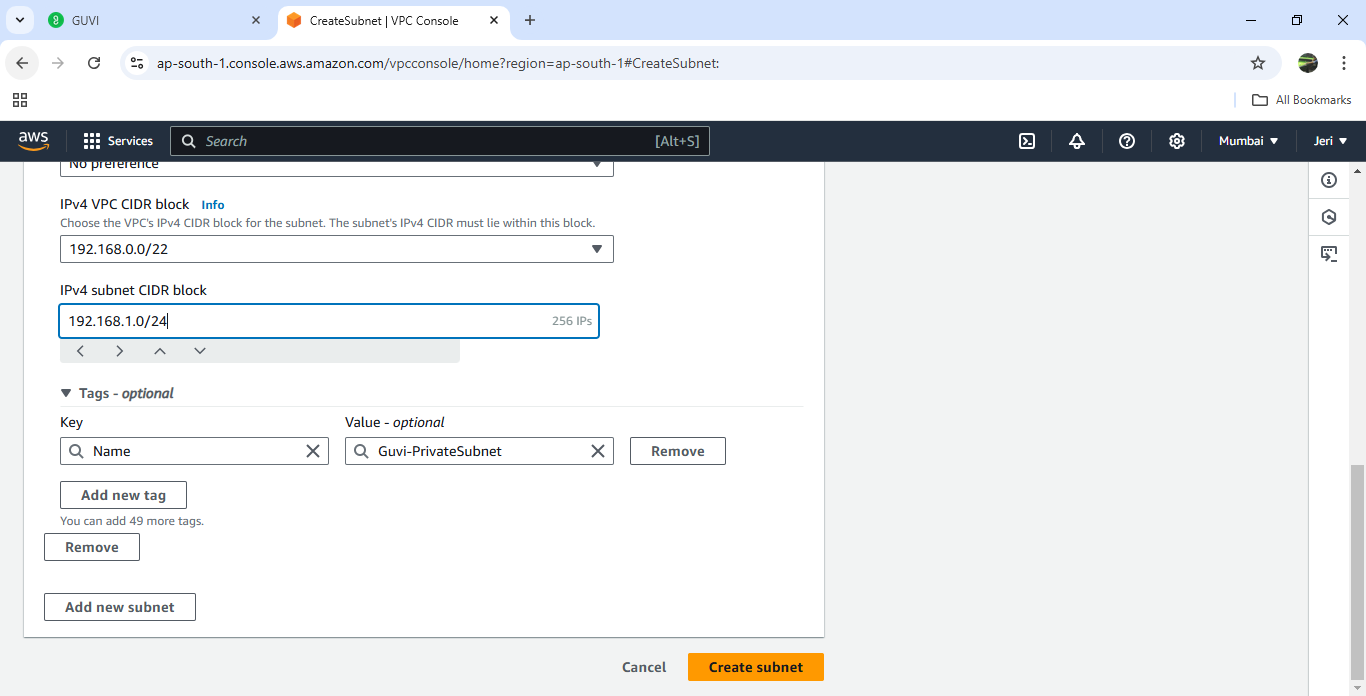 GUVI
CreateSubnet | VPC Console
ap-south-1.console.aws.amazon.com/vpcconsole/home?region=ap-south-1#CreateSubnet:
All Bookmarks
aws
Services
Search
[Alt+S]
Mumbai
Jeri
No preference
IPv4 VPC CIDR block Info
Choose the VPC's IPv4 CIDR block for the subnet. The subnet's IPv4 CIDR must lie within this block.
192.168.0.0/22
IPv4 subnet CIDR block
192.168.1.0/24
256 IPs
Tags - optional
Key
Value - optional
Name
Guvi-PrivateSubnet
Remove
Add new tag
You can add 49 more tags.
Remove
Add new subnet
Cancel
Create subnet